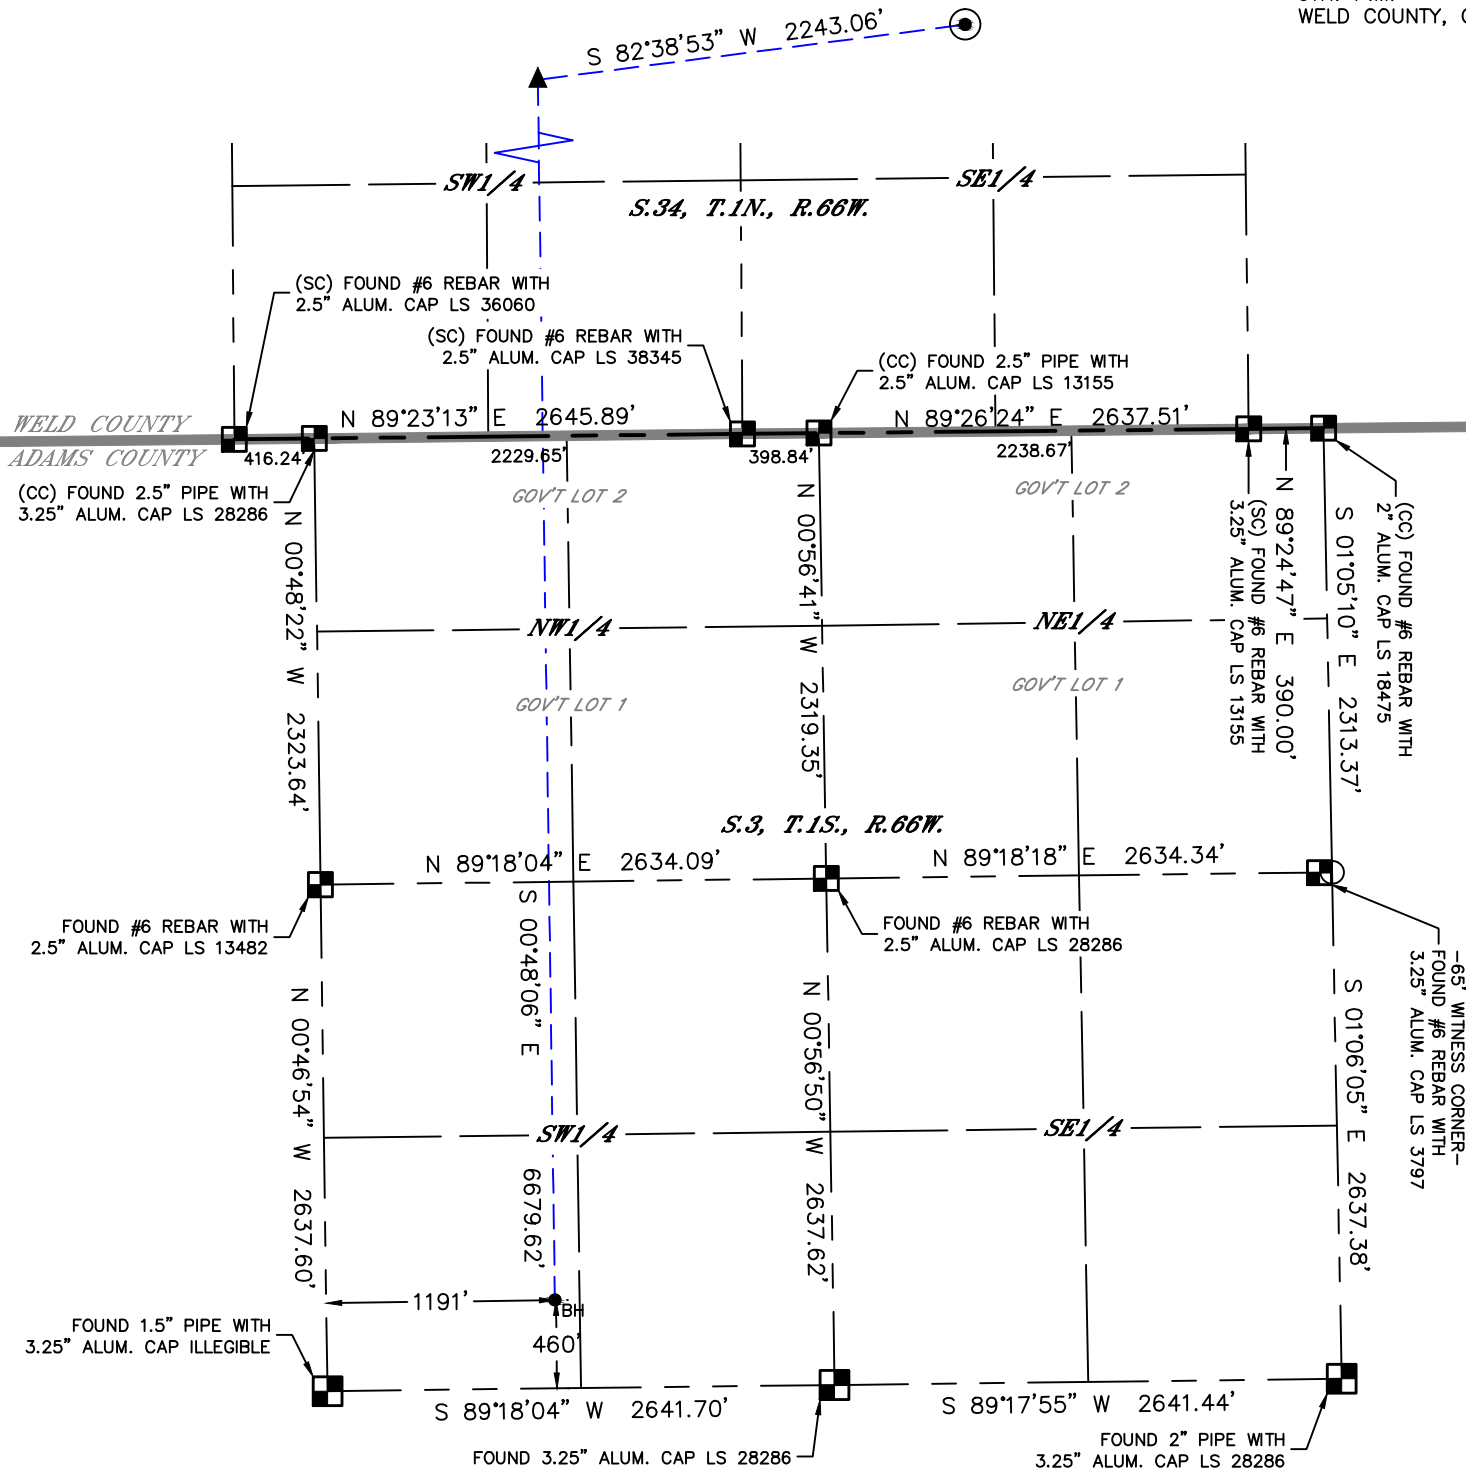 WELD COUNTY,
S 82°38'53" W 2243.06'
SW1/4
SE1/4
S.34, T.1N., R.66W.
(SC) FOUND #6 REBAR WITH
2.5" ALUM. CAP LS 36060
(SC) FOUND #6 REBAR WITH
2.5" ALUM. CAP LS 38345
(CC) FOUND 2.5" PIPE WITH
2.5" ALUM. CAP LS 13155
WELD COUNTY
ADAMS COUNTY
N 89°23'13" E 2645.89'
N 89°26'24" E 2637.51'
416.24'
2229.65'
398.84'
2238.67'
(CC) FOUND 2.5" PIPE WITH
3.25" ALUM. CAP LS 28286
GOV'T LOT 2
GOV'T LOT 2
N 00°48'22" W 2323.64'
N 00°56'41" W 2319.35'
(SC) FOUND #6 REBAR WITH
3.25" ALUM. CAP LS 13155
N 89°24'47" E 390.00'
S 01°05'10" E 2313.37'
(CC) FOUND #6 REBAR WITH
2" ALUM. CAP LS 18475
NW1/4
NE1/4
GOV'T LOT 1
GOV'T LOT 1
S.3, T.1S., R.66W.
N 89°18'04" E 2634.09'
N 89°18'18" E 2634.34'
FOUND #6 REBAR WITH
2.5" ALUM. CAP LS 13482
FOUND #6 REBAR WITH
2.5" ALUM. CAP LS 28286
-65' WITNESS CORNER-
FOUND #6 REBAR WITH
3.25" ALUM. CAP LS 3797
N 00°46'54" W 2637.60'
S 00°48'06" E 6679.62'
N 00°56'50" W 2637.62'
S 01°06'05" E 2637.38'
SW1/4
SE1/4
1191'
BH
460'
FOUND 1.5" PIPE WITH
3.25" ALUM. CAP ILLEGIBLE
S 89°18'04" W 2641.70'
S 89°17'55" W 2641.44'
FOUND 3.25" ALUM. CAP LS 28286
FOUND 2" PIPE WITH
3.25" ALUM. CAP LS 28286